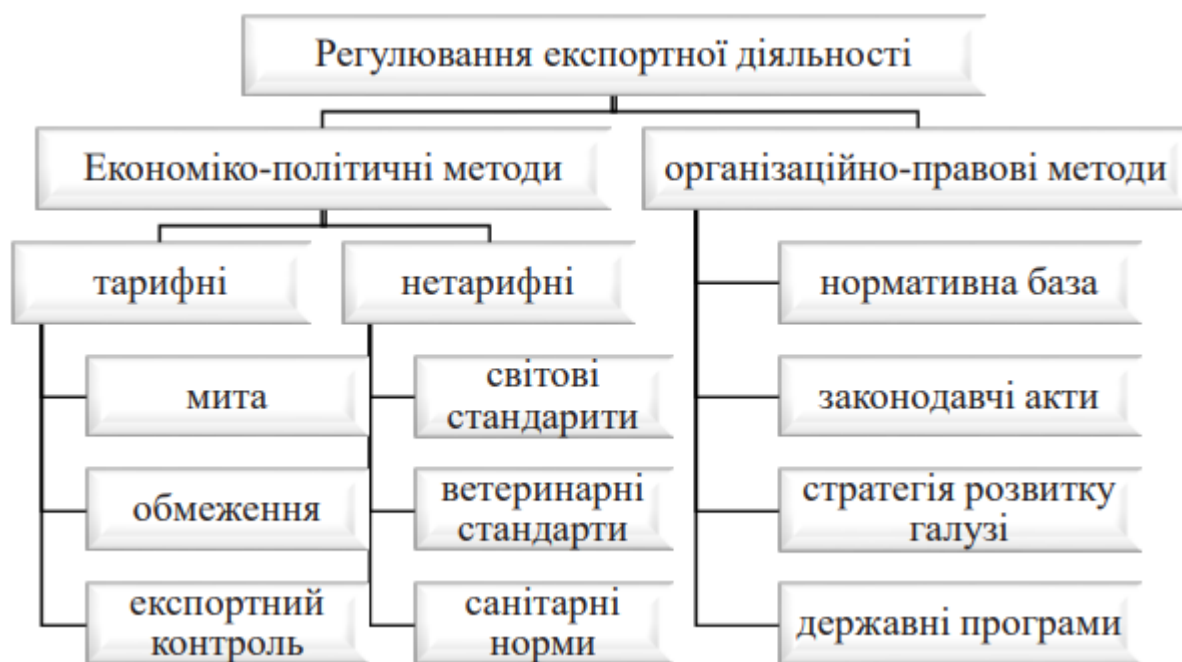 Регулювання експортної діяльності
Економіко-політичні методи
організаційно-правові методи
тарифні
нетарифні
нормативна база
мита
світові
стандарити
законодавчі акти
обмеження
ветеринарні
стандарти
стратегія розвитку
галузі
експортний
контроль
санітарні
норми
державні програми